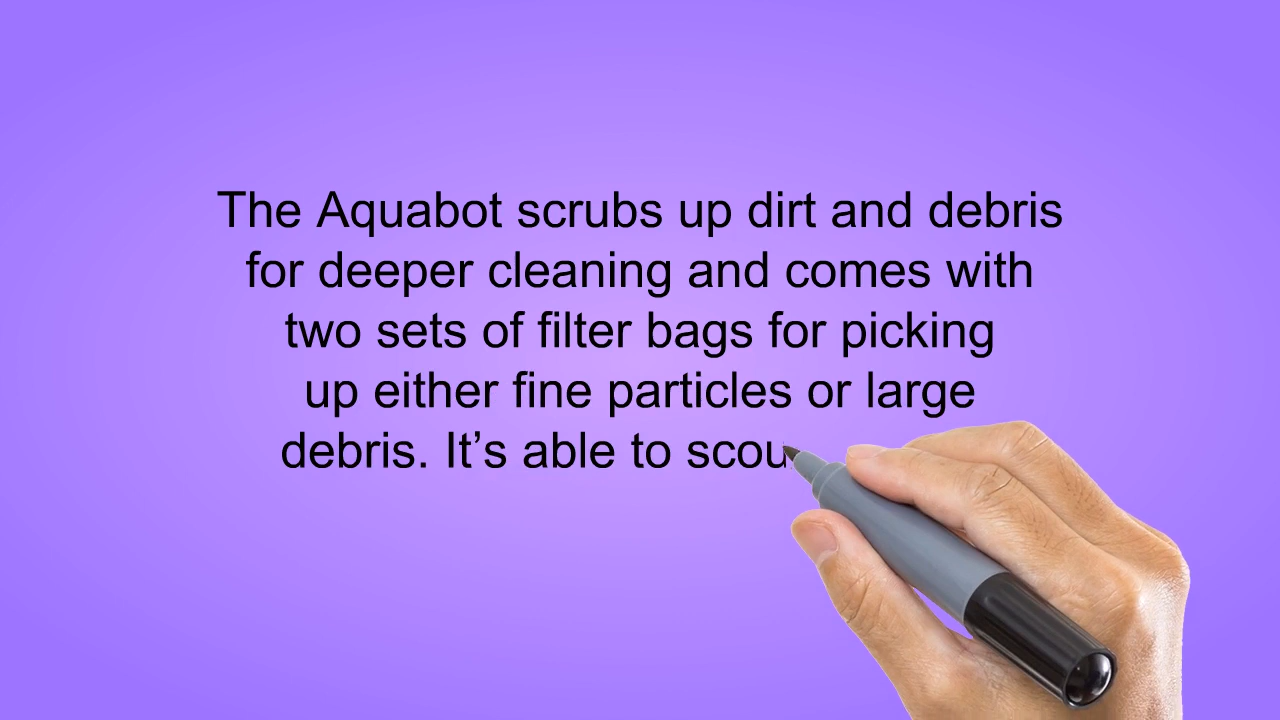 The Aquabot scrubs up dirt and debris
for deeper cleaning and comes with
two sets of filter bags for picking
up either fine particles or large
debris. It’s able to